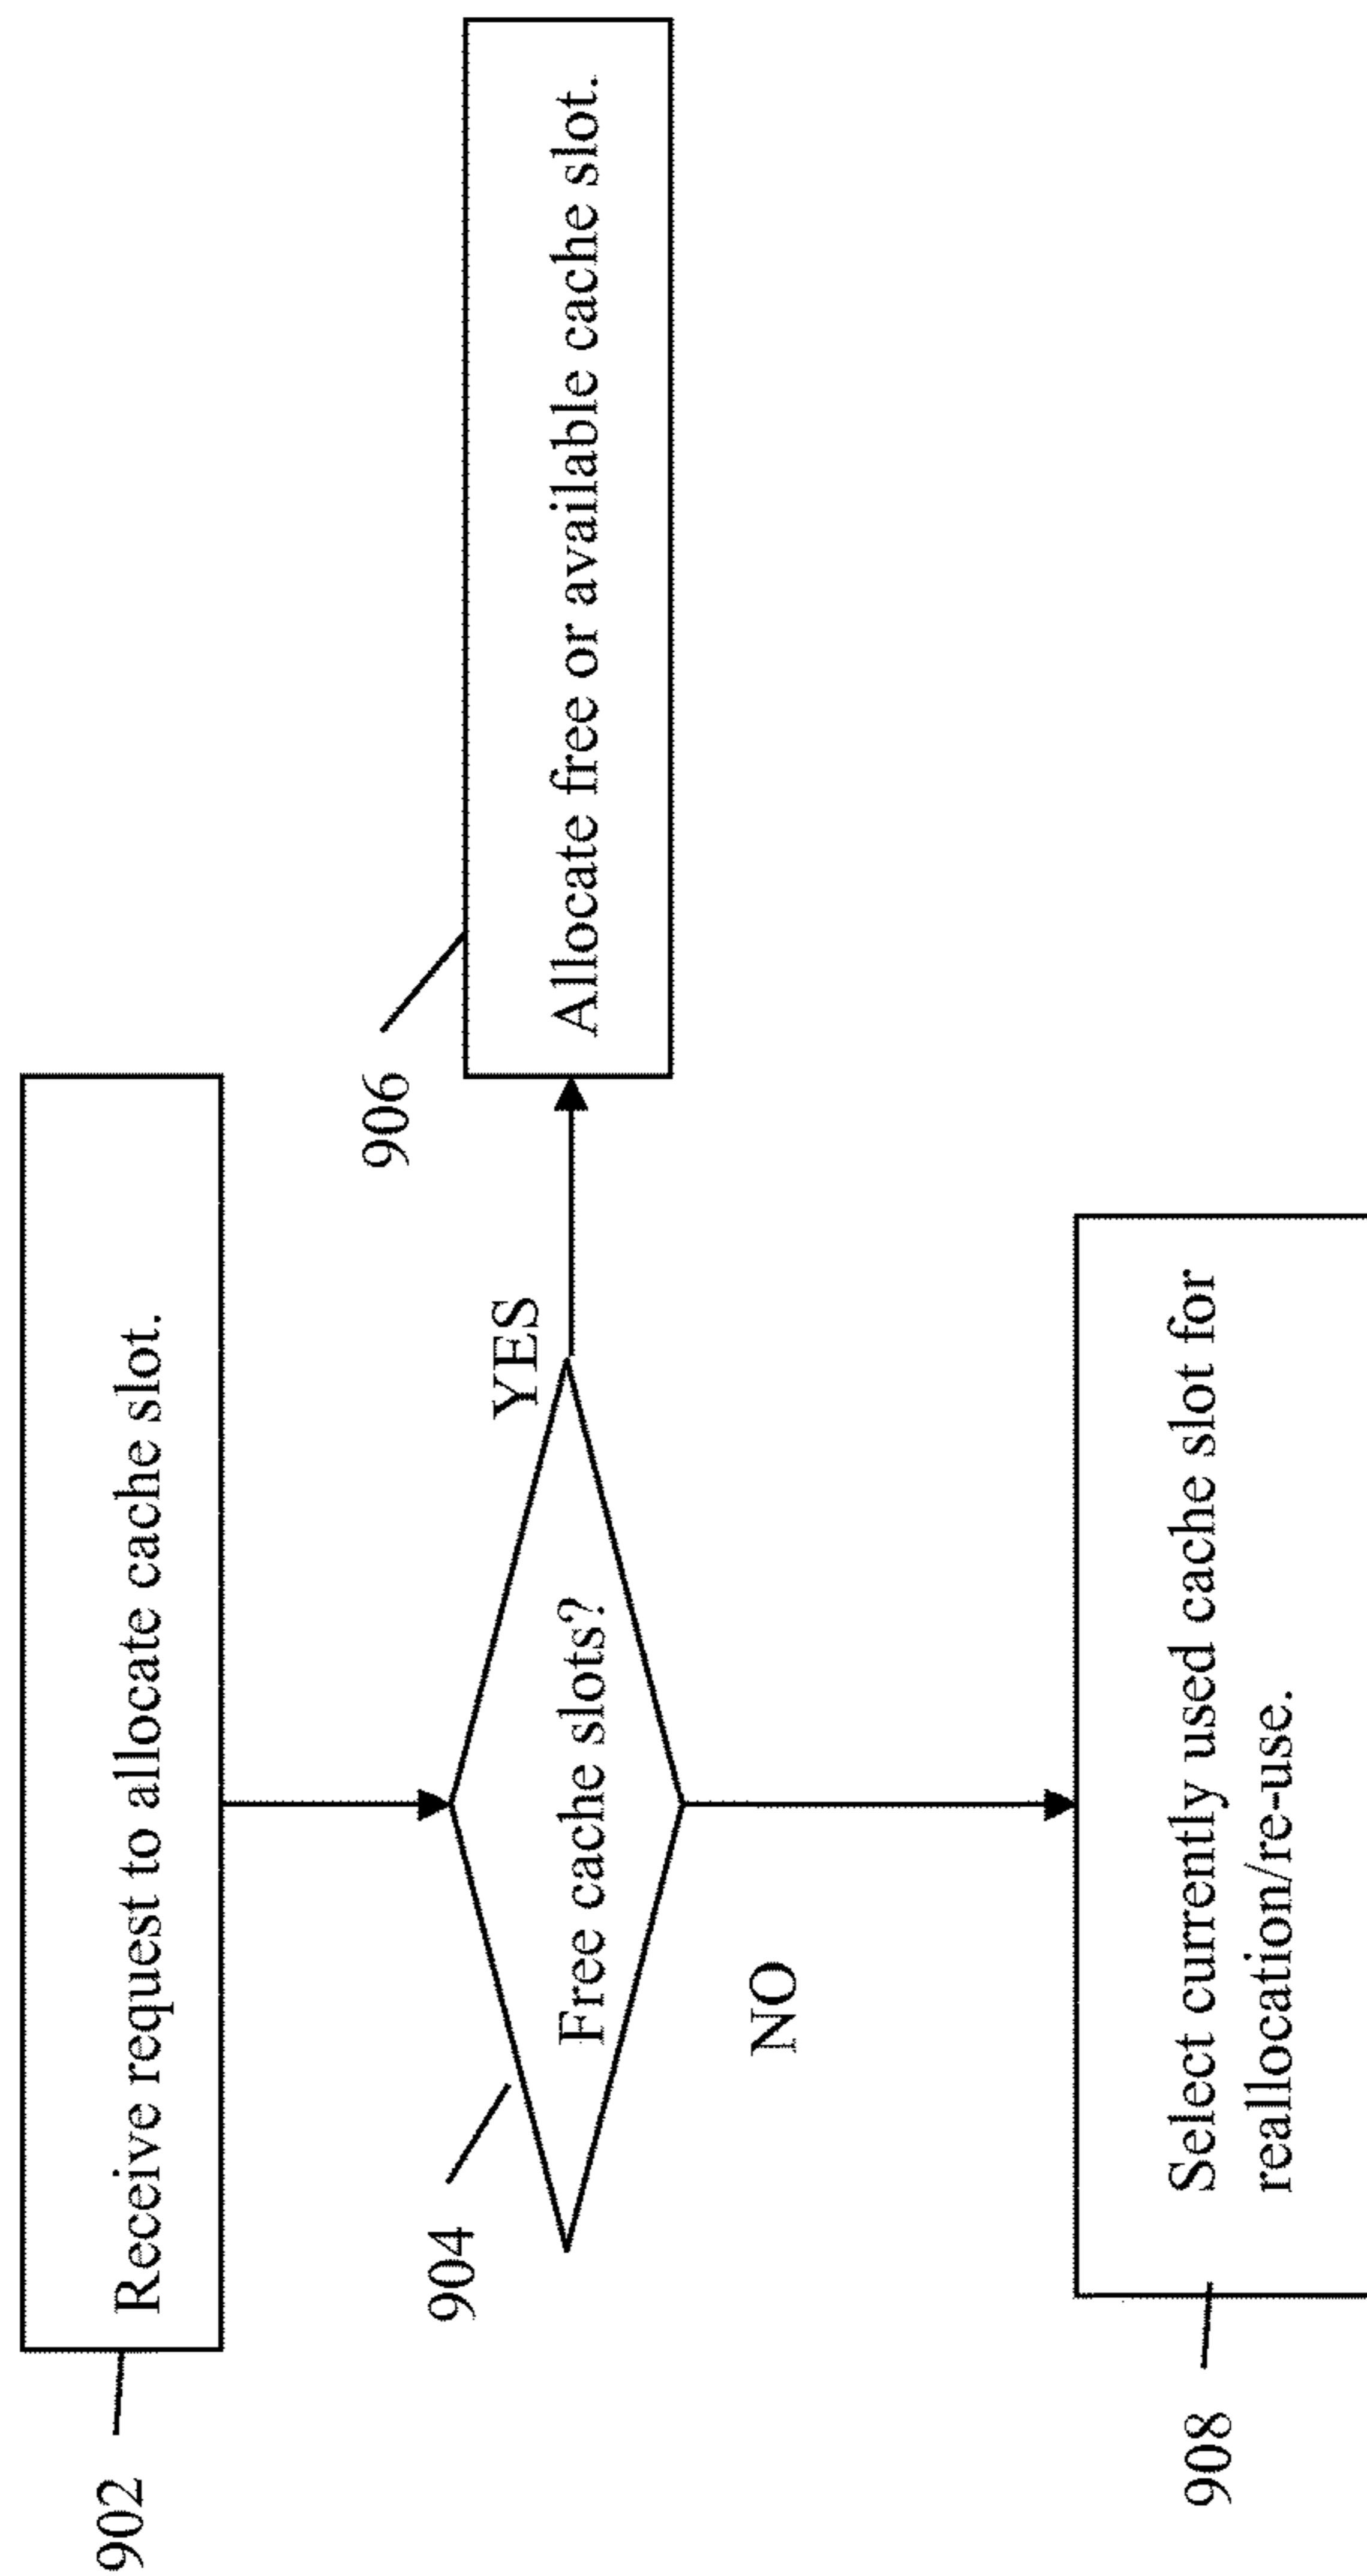 902
Receive request to allocate cache slot.
904
Free cache slots?
YES
906
Allocate free or available cache slot.
NO
908
Select currently used cache slot for
reallocation/re-use.